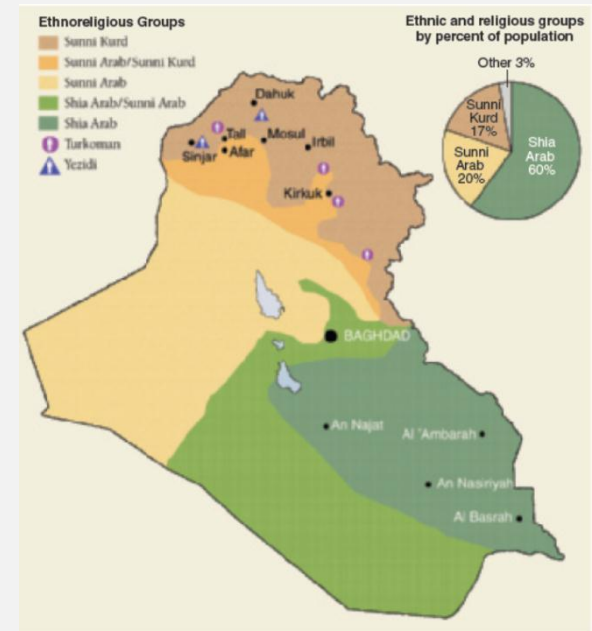 Ethnoreligious Groups
Sunni Kurd
Sunni Arab/Sunni Kurd
Sunni Arab
Shia Arab/Sunni Arab
Shia Arab
Turkoman
Yezidi
Ethnic and religious groups
by percent of population
Other 3%
Sunni
Kurd
17%
Sunni
Arab
20%
Shia
Arab
60%
Dahuk
Tall
Afar
Mosul
Irbil
Sinjar
Kirkuk
BAGHDAD
An Najat
Al 'Ambarah
An Nasiriyah
Al Basrah